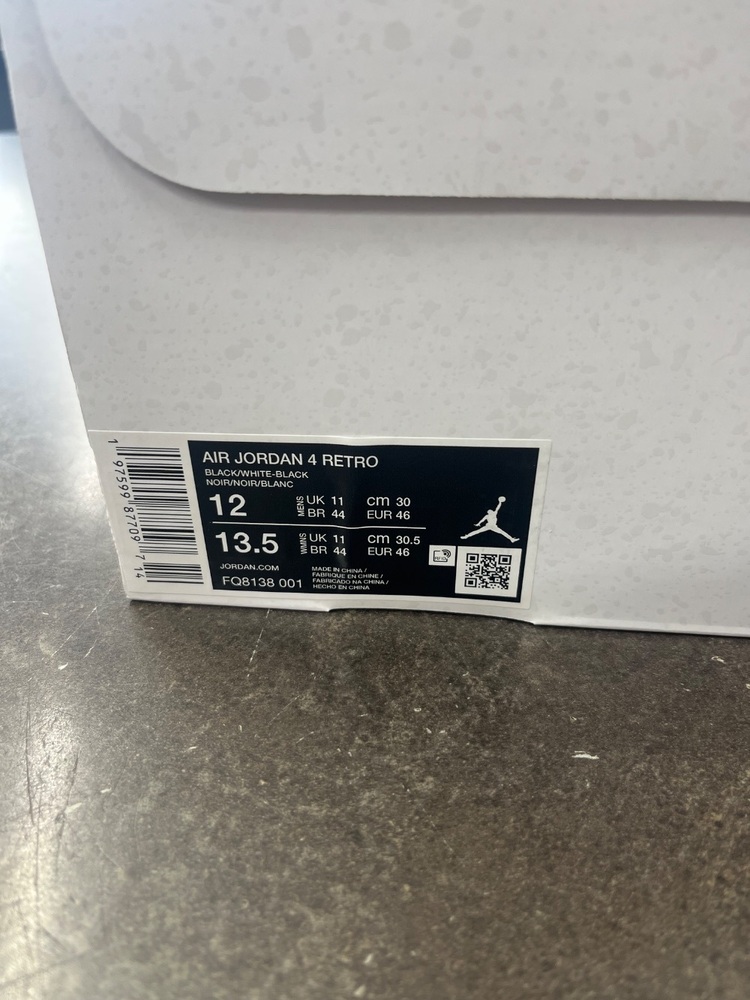 1 97599 87709 7 14
AIR JORDAN 4 RETRO
BLACK/WHITE-BLACK
NOIR/NOIR/BLANC
12 MENS UK 11 cm 30
BR 44 EUR 46
13.5 WMNS UK 11 cm 30.5
BR 44 EUR 46
JORDAN.COM
FQ8138 001
MADE IN CHINA /
FABRIQUE EN CHINE /
FABRICADO NA CHINA /
HECHO EN CHINA